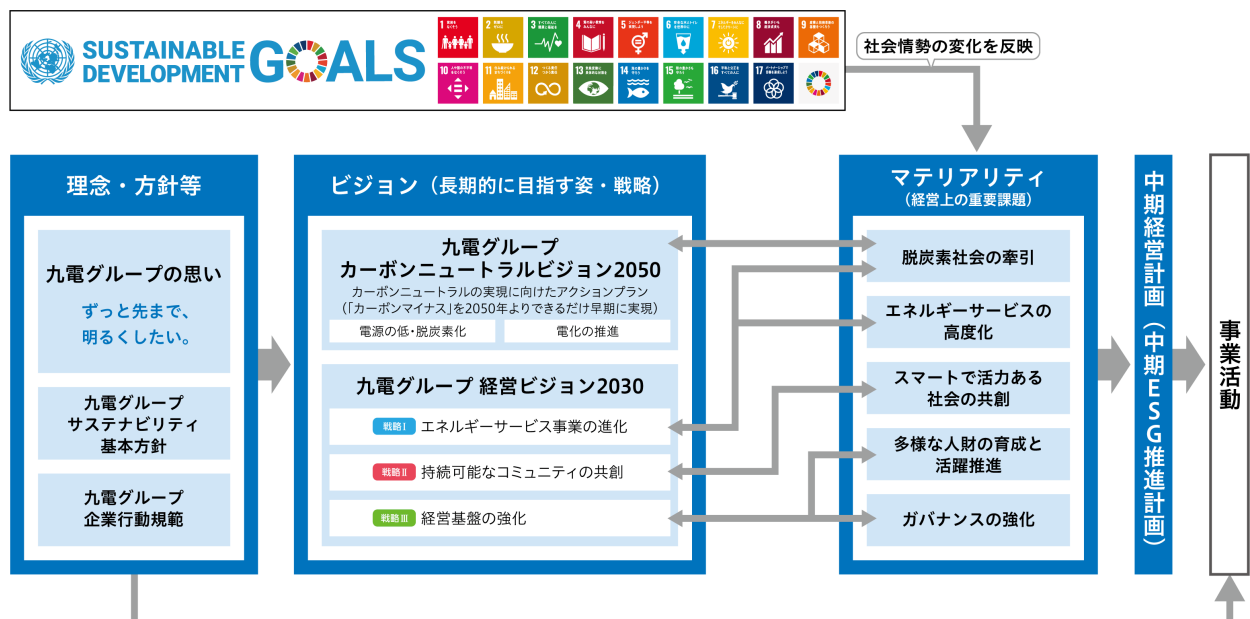 SUSTAINABLE
DEVELOPMENT
GOALS
1
2
3
4
5
6
7
8
9
10
11
12
13
14
15
16
17
社会情勢の変化を反映
理念・方針等
九電グループの思い
ずっと先まで、
明るくしたい。
九電グループ
サステナビリティ
基本方針
九電グループ
企業行動規範
ビジョン（長期的に目指す姿・戦略）
九電グループ
カーボンニュートラルビジョン2050
カーボンニュートラルの実現に向けたアクションプラン
（「カーボンマイナス」を2050年よりできるだけ早期に実現）
電源の低・脱炭素化
電化の推進
九電グループ 経営ビジョン2030
戦略Ⅰ エネルギーサービス事業の進化
戦略Ⅱ 持続可能なコミュニティの共創
戦略Ⅲ 経営基盤の強化
マテリアリティ
（経営上の重要課題）
脱炭素社会の牽引
エネルギーサービスの
高度化
スマートで活力ある
社会の共創
多様な人財の育成と
活躍推進
ガバナンスの強化
中期経営計画（中期ESG推進計画）
事業活動